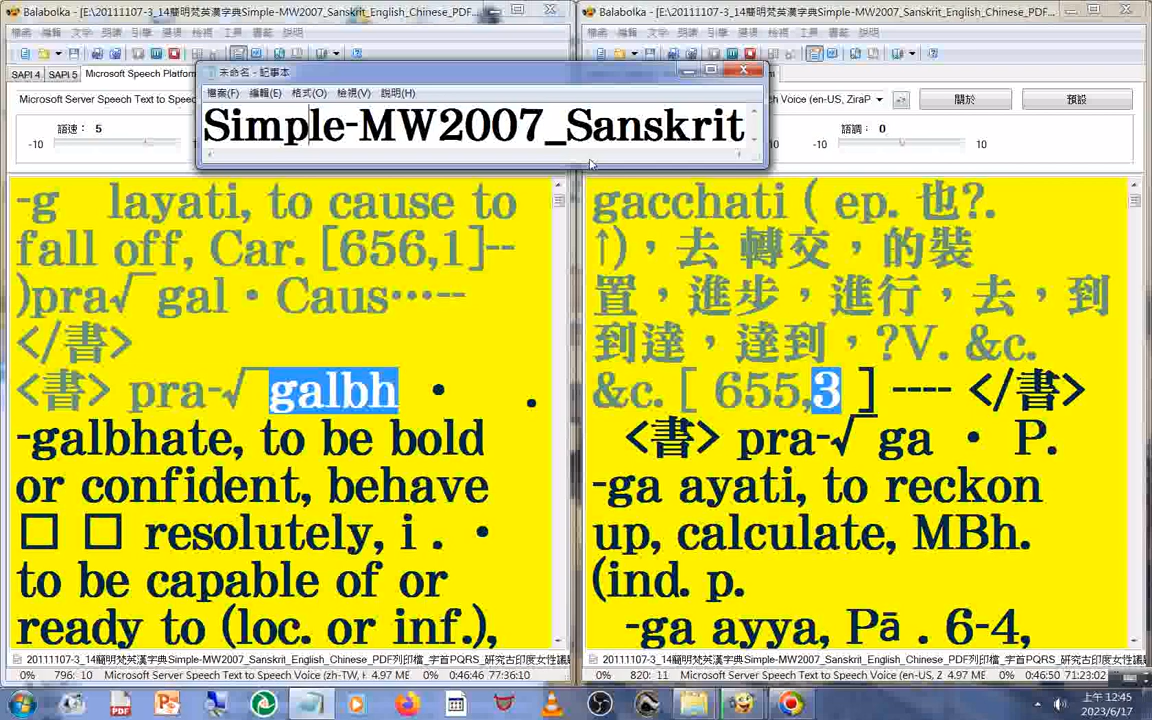 Balabolka - [E:\20111107-3_14簡明梵英漢字典Simple-MW2007_Sanskrit_English_Chinese_PDF...
Balabolka - [E:\20111107-3_14簡明梵英漢字典Simple-MW2007_Sanskrit_English_Chinese_PDF...
SAPI 4 SAPI 5 Microsoft Speech Platform
Microsoft Server Speech Text to Speech
語速： 5
-10
未命名 - 記事本
檔案(F) 編輯(E) 格式(O) 檢視(V) 說明(H)
Simple-MW2007_Sanskrit
Voice (en-US, ZiraP 關於 預設
語調： 0
-10 10
-g layati, to cause to
fall off, Car. [656,1]--
)pra√ gal • Caus…--
</書>
<書> pra-√ galbh • .
-galbhate, to be bold
or confident, behave
□ □ resolutely, i . •
to be capable of or
ready to (loc. or inf.),
gacchati ( ep. 也?.
↑)，去 轉交，的裝
置，進步，進行，去，到
到達，達到，?V. &c.
&c. [ 655,3 ] ---- </書>
<書> pra-√ ga • P.
-ga ayati, to reckon
up, calculate, MBh.
(ind. p.
-ga ayya, Pā . 6-4,
20111107-3_14簡明梵英漢字典Simple-MW2007_Sanskrit_English_Chinese_PDF列印檔_字首PQRS_研究古印度女性議
20111107-3_14簡明梵英漢字典Simple-MW2007_Sanskrit_English_Chinese_PDF列印檔_字首PQRS_研究古印度女性議
0% 796: 10 Microsoft Server Speech Text to Speech Voice (zh-TW, H 4.97 MB 0% 0:46:46 77:36:10
0% 820: 11 Microsoft Server Speech Text to Speech Voice (en-US, Z 4.97 MB 0% 0:46:50 71:23:02
上午 12:45
2023/6/17